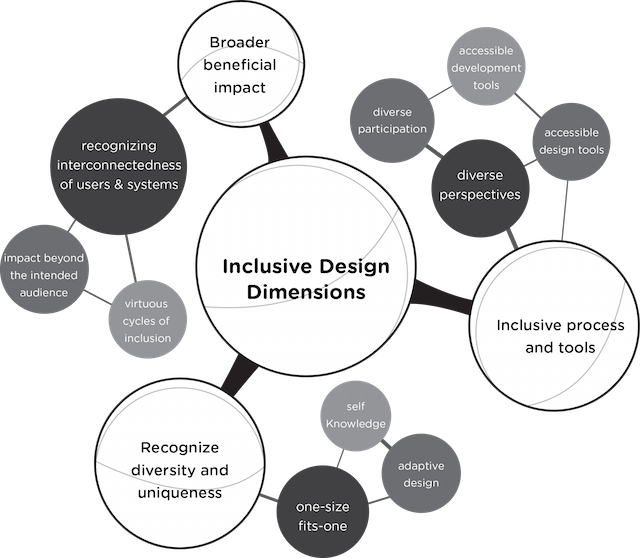 Broader
beneficial
impact
recognizing
interconnectedness
of users & systems
impact beyond
the intended
audience
virtuous
cycles of
inclusion
Inclusive Design
Dimensions
accessible
development
tools
diverse
participation
accessible
design tools
diverse
perspectives
Inclusive process
and tools
Recognize
diversity and
uniqueness
self
Knowledge
adaptive
design
one-size
fits-one